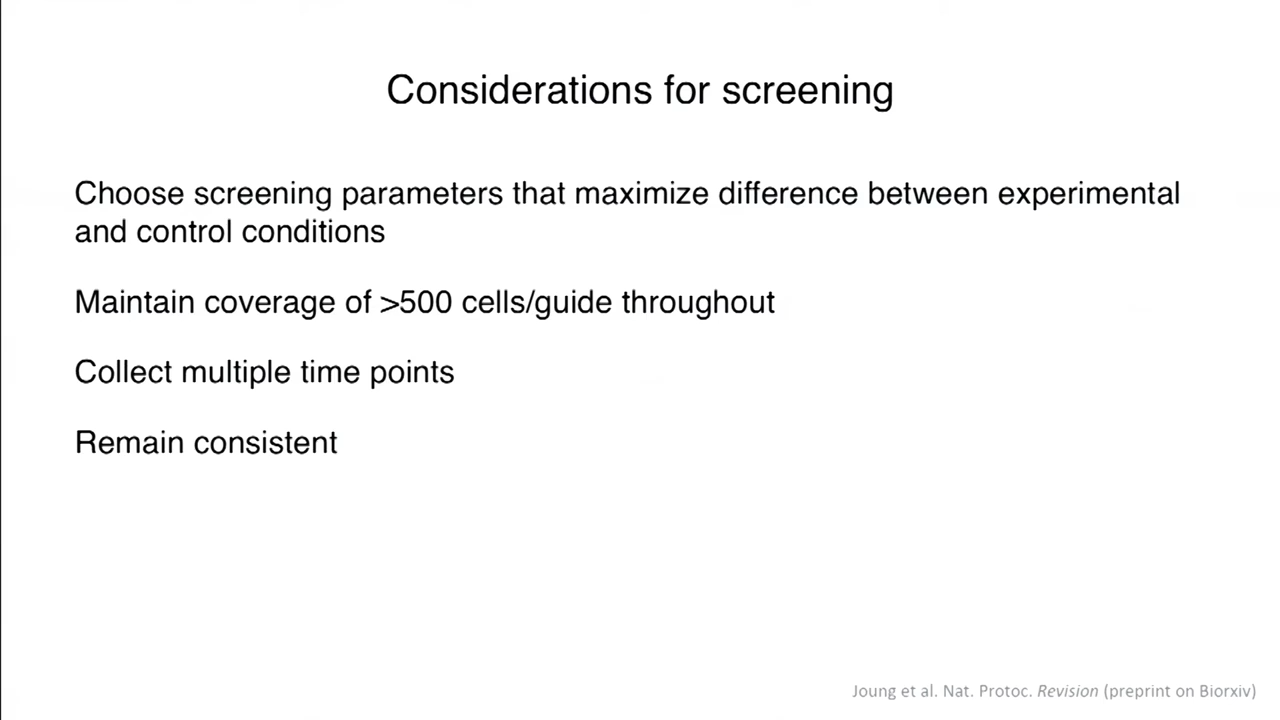 Considerations for screening
Choose screening parameters that maximize difference between experimental
and control conditions
Maintain coverage of >500 cells/guide throughout
Collect multiple time points
Remain consistent
Joung et al. Nat. Protoc. Revision (preprint on Biorxiv)